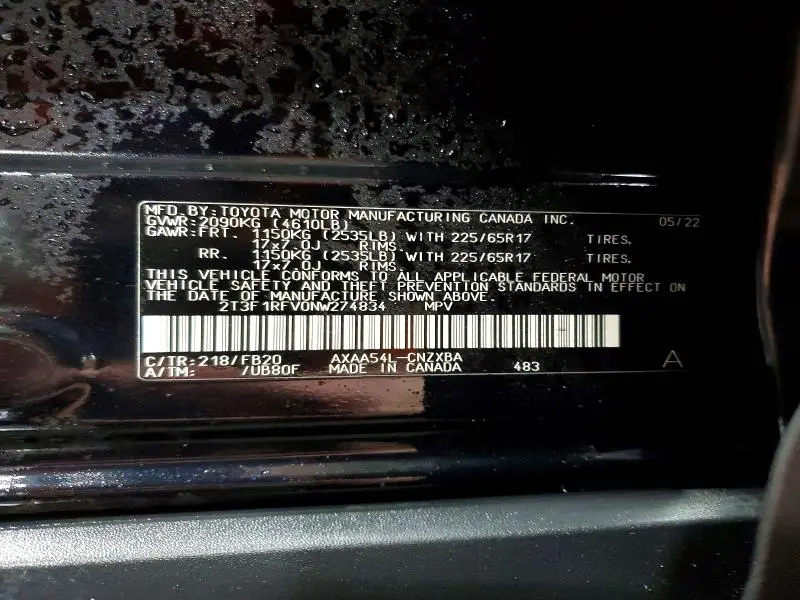 MFD. BY: TOYOTA MOTOR MANUFACTURING CANADA INC. 05/22
GVWR: 2090KG (4610LB)
GAWR: FRT. 1150KG (2535LB) WITH 225/65R17 TIRES,
17x7.0J RIMS.
RR. 1150KG (2535LB) WITH 225/65R17 TIRES,
17x7.0J RIMS.
THIS VEHICLE CONFORMS TO ALL APPLICABLE FEDERAL MOTOR
VEHICLE SAFETY AND THEFT PREVENTION STANDARDS IN EFFECT ON
THE DATE OF MANUFACTURE SHOWN ABOVE.
2T3F1RFV0NW274834 MPV
C/TR: 218/FB20 AXAA54L-CNZXBA
A/TM: /UB80F MADE IN CANADA 483 A